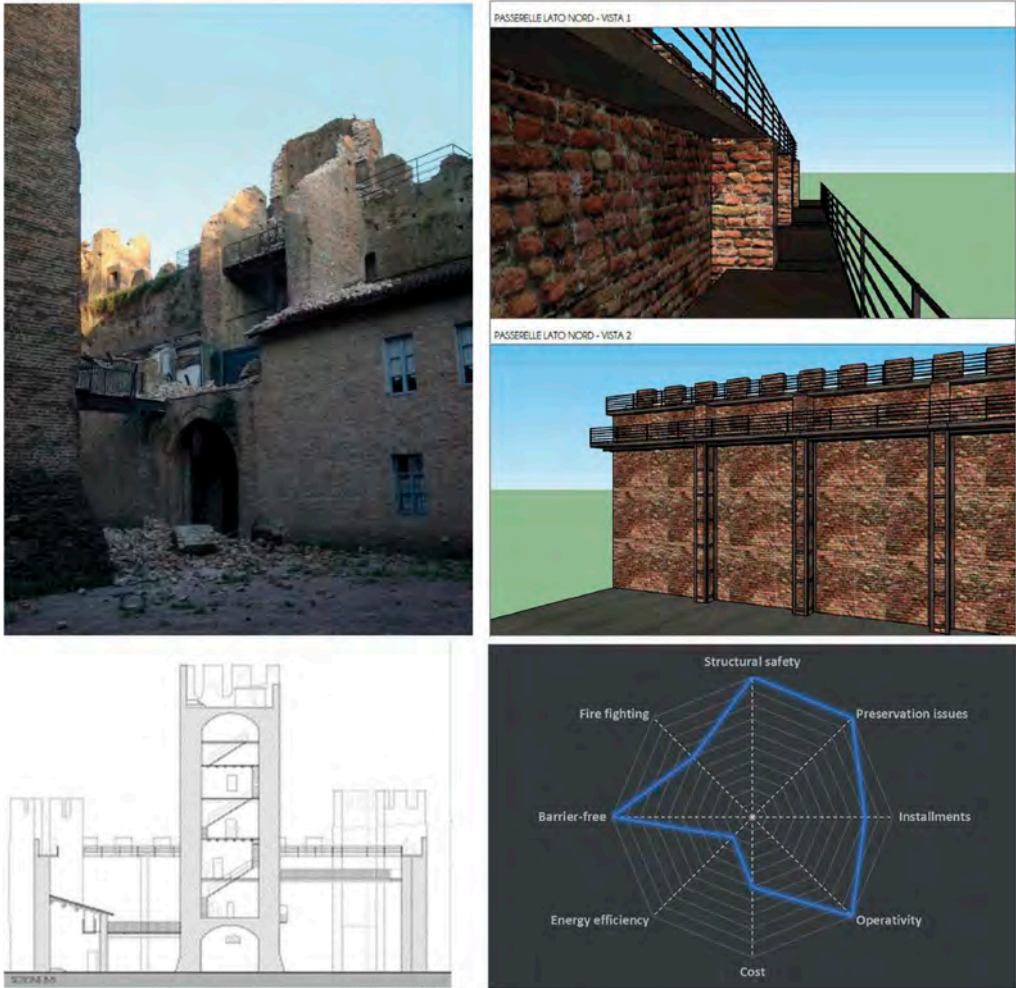 PASSERELLE LATO NORD - VISTA 1
PASSERELLE LATO NORD - VISTA 2
Structural safety
Fire fighting
Preservation issues
Barrier-free
Installments
Energy efficiency
Operativity
Cost